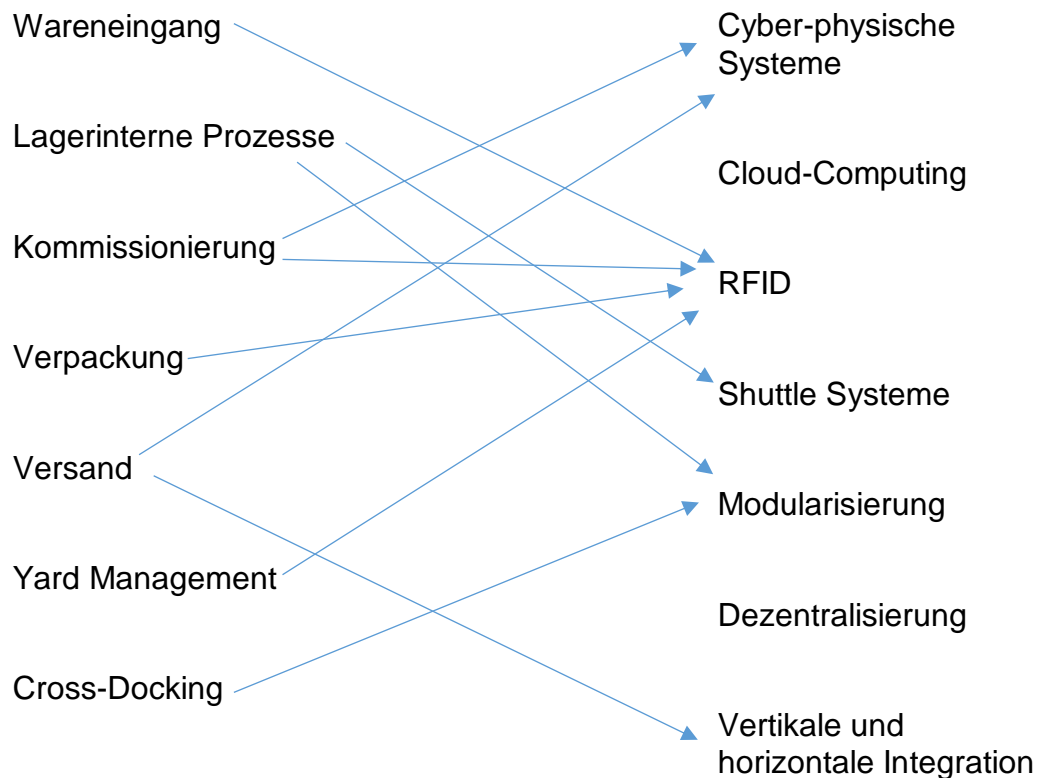 Wareneingang
Lagerinterne Prozesse
Kommissionierung
Verpackung
Versand
Yard Management
Cross-Docking
Cyber-physische
Systeme
Cloud-Computing
RFID
Shuttle Systeme
Modularisierung
Dezentralisierung
Vertikale und
horizontale Integration